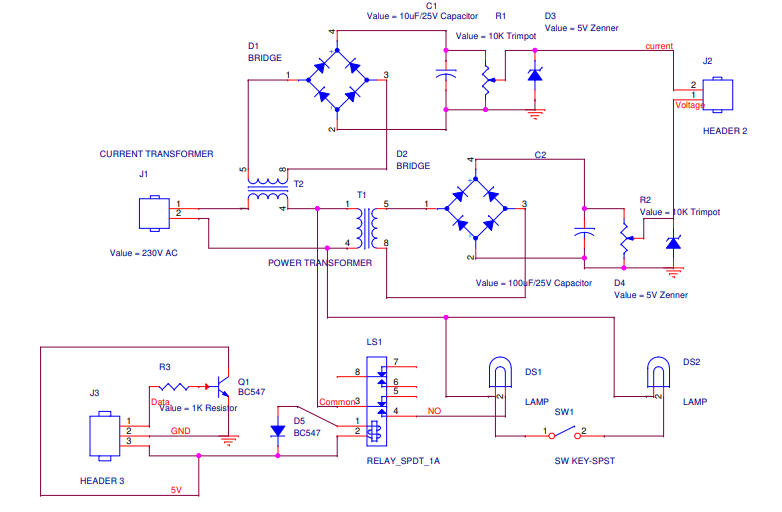 C1
Value = 10uF/25V Capacitor
R1
Value = 10K Trimpot
D3
Value = 5V Zenner
D1
BRIDGE
4
1
3
2
current
J2
2
1
Voltage
HEADER 2
CURRENT TRANSFORMER
J1
1
2
Value = 230V AC
5
8
T2
4
D2
BRIDGE
C2
4
1
3
2
T1
1
5
4
8
POWER TRANSFORMER
R2
Value = 10K Trimpot
Value = 100uF/25V Capacitor
D4
Value = 5V Zenner
LS1
7
8
6
5
Common
3
4
NO
1
2
RELAY_SPDT_1A
DS1
2
LAMP
DS2
2
LAMP
SW1
1
2
SW KEY-SPST
R3
Q1
BC547
Data
Value = 1K Resistor
J3
1
2
3
GND
D5
BC547
HEADER 3
5V